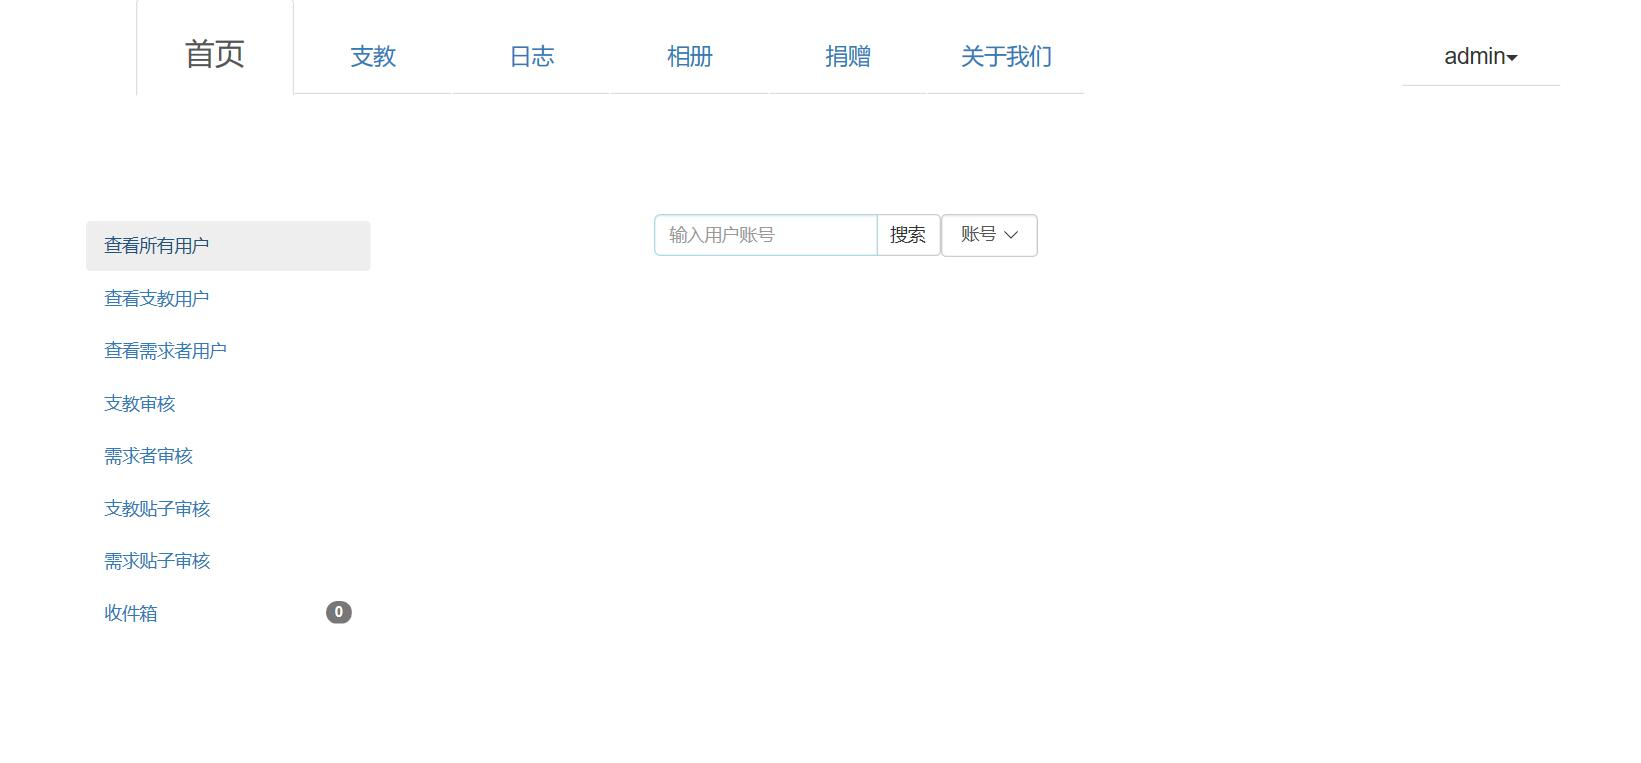 首页
支教
日志
相册
捐赠
关于我们
admin
查看所有用户
输入用户账号
搜索
账号
查看支教用户
查看需求者用户
支教审核
需求者审核
支教贴子审核
需求贴子审核
收件箱
0